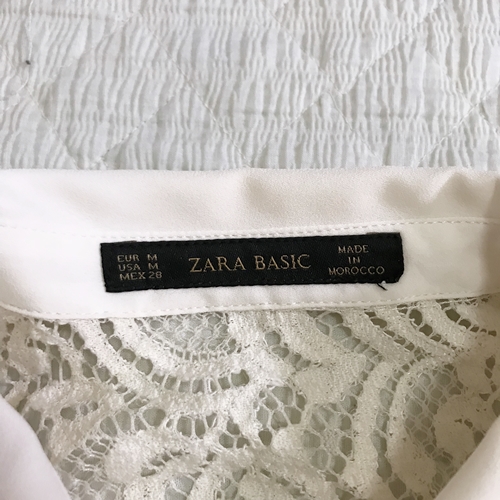 EUR M
USA M
MEX 28
ZARA BASIC
MADE
IN
MOROCCO